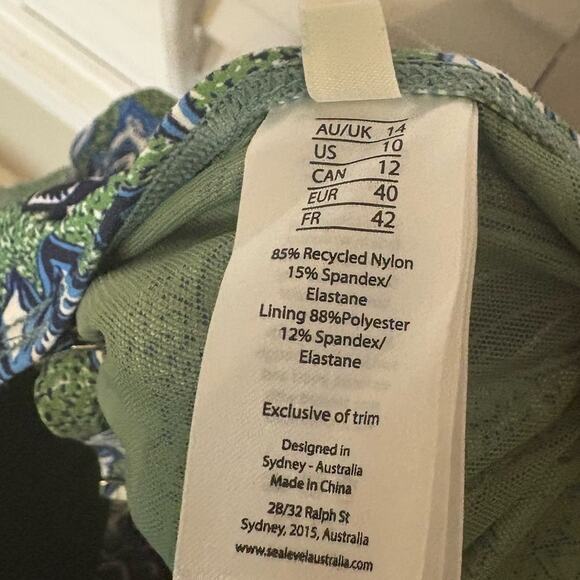 AU/UK 14
US 10
CAN 12
EUR 40
FR 42
85% Recycled Nylon
15% Spandex/
Elastane
Lining 88%Polyester
12% Spandex/
Elastane
Exclusive of trim
Designed in
Sydney - Australia
Made in China
2B/32 Ralph St
Sydney, 2015, Australia
www.sealevelaustralia.com